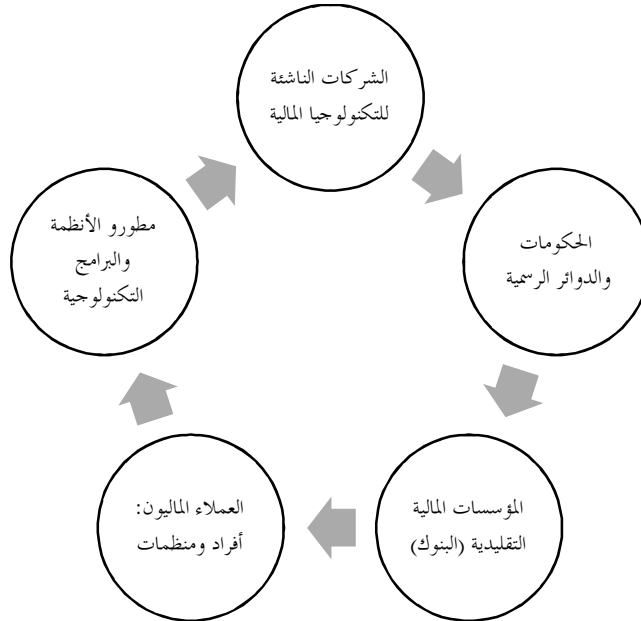 الشركات الناشئة
للتكنولوجيا المالية
الحكومات
والدوائر الرسمية
المؤسسات المالية
التقليدية (البنوك)
العملاء الماليون:
أفراد ومنظمات
مطورو الأنظمة
والبرامج
التكنولوجية